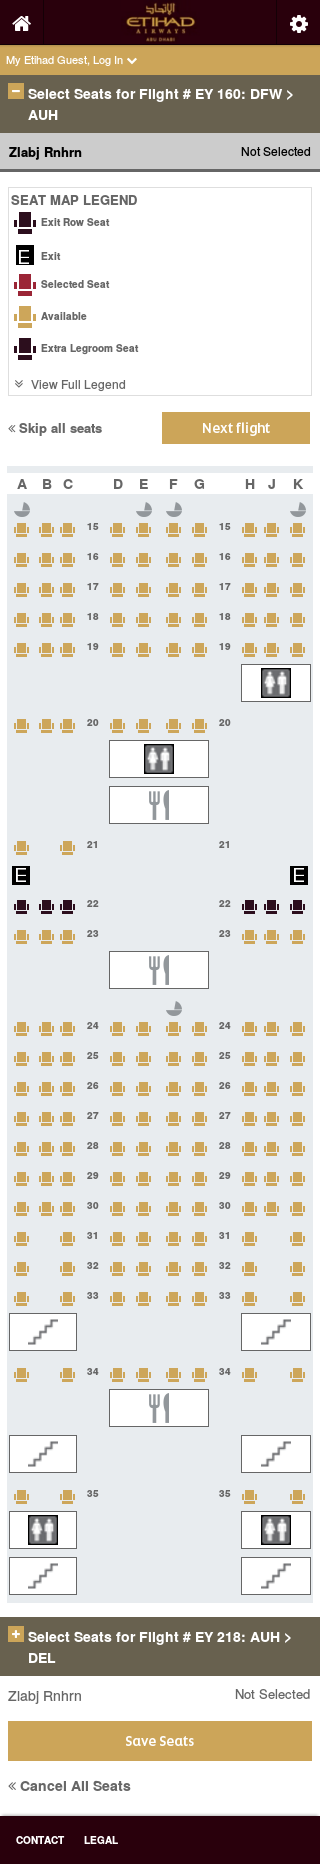 الإتحاد
ETIHAD
AIRWAYS
ABU DHABI
My Etihad Guest, Log In
Select Seats for Flight # EY 160: DFW >
AUH
Zlabj Rnhrn Not Selected
SEAT MAP LEGEND
Exit Row Seat
E Exit
Selected Seat
Available
Extra Legroom Seat
View Full Legend
« Skip all seats Next flight
A B C D E F G H J K
15 15
16 16
17 17
18 18
19 19
20 20
21 21
E E
22 22
23 23
24 24
25 25
26 26
27 27
28 28
29 29
30 30
31 31
32 32
33 33
34 34
35 35
Select Seats for Flight # EY 218: AUH >
DEL
Zlabj Rnhrn Not Selected
Save Seats
« Cancel All Seats
CONTACT LEGAL